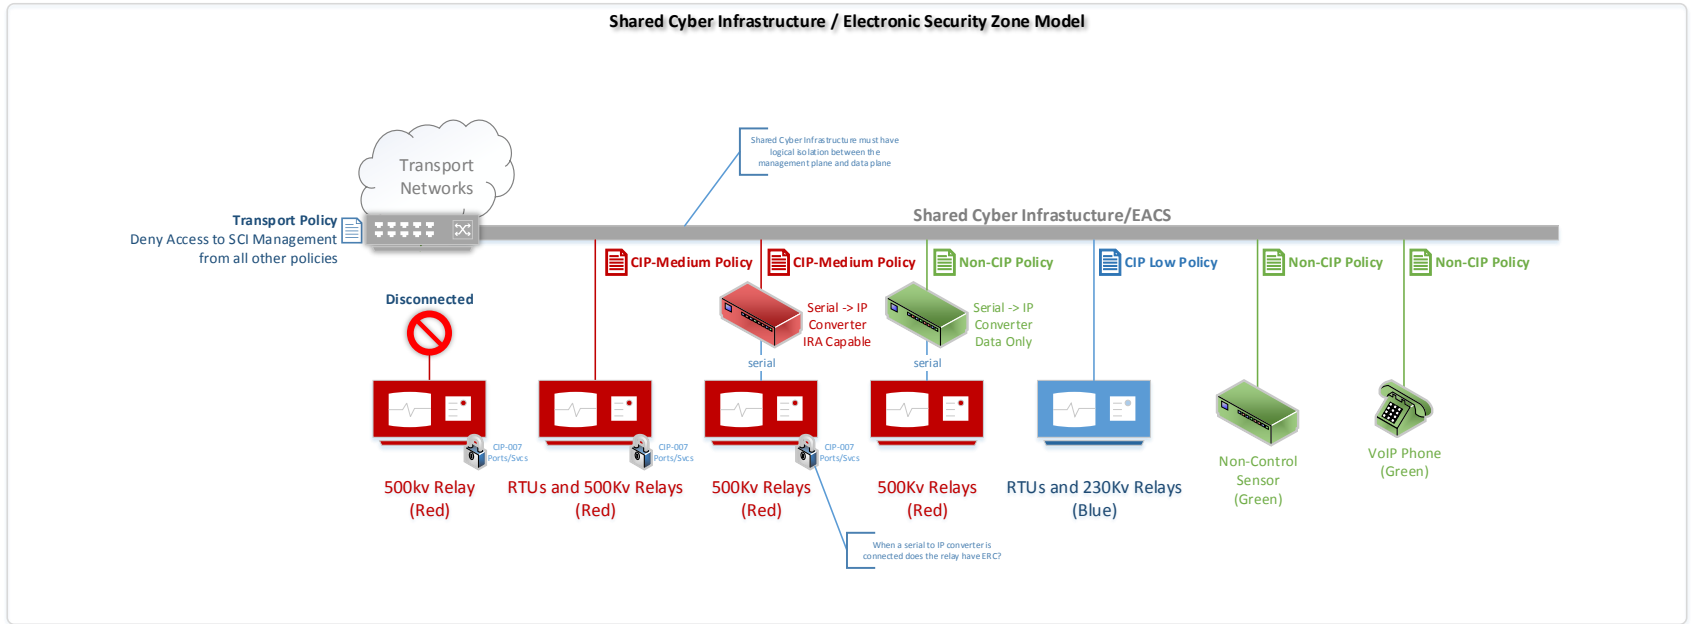 Shared Cyber Infrastructure / Electronic Security Zone Model
Shared Cyber Infrastructure must have
logical isolation between the
management plane and data plane
Transport
Networks
Transport Policy
Deny Access to SCI Management
from all other policies
Shared Cyber Infrastucture/EACS
CIP-Medium Policy
CIP-Medium Policy
Non-CIP Policy
CIP Low Policy
Non-CIP Policy
Non-CIP Policy
Disconnected
Serial -> IP
Converter
IRA Capable
Serial -> IP
Converter
Data Only
serial
serial
CIP-007
Ports/Svcs
CIP-007
Ports/Svcs
CIP-007
Ports/Svcs
500kv Relay
(Red)
RTUs and 500Kv Relays
(Red)
500Kv Relays
(Red)
500Kv Relays
(Red)
RTUs and 230Kv Relays
(Blue)
Non-Control
Sensor
(Green)
VoIP Phone
(Green)
When a serial to IP converter is
connected does the relay have ERC?